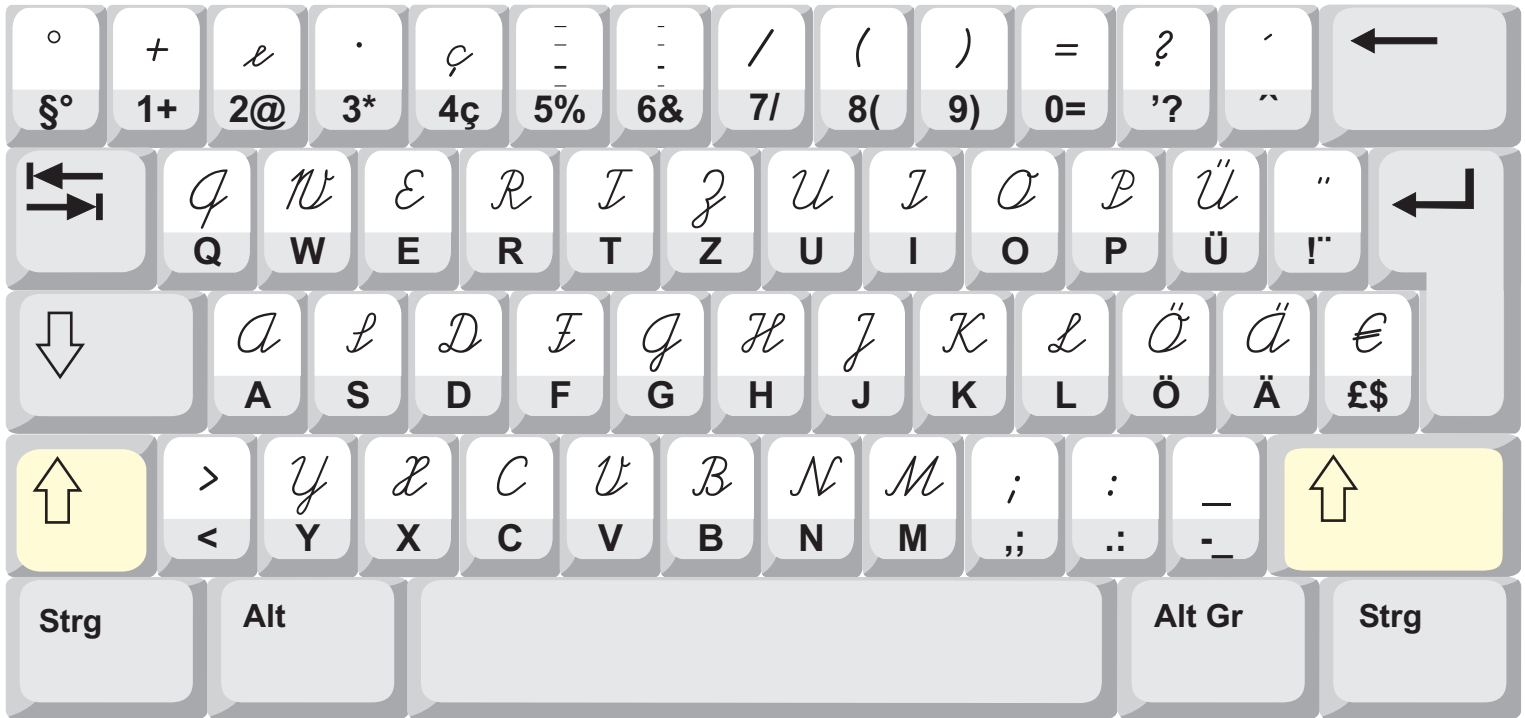 ° + e · ç / ( ) = ? ´
§° 1+ 2@ 3* 4ç 5% 6& 7/ 8( 9) 0= ’? ´`
Q W E R T Z U I O P Ü ¨
Q W E R T Z U I O P Ü !¨
A S D F G H J K L Ö Ä €
A S D F G H J K L Ö Ä £$
> Y X C V B N M ; : _
< Y X C V B N M ,; .: -_
Strg Alt Alt Gr Strg